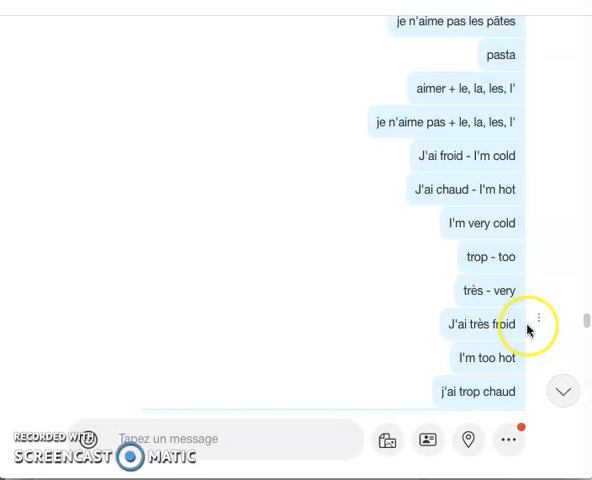 je n'aime pas les pâtes
pasta
aimer + le, la, les, l'
je n'aime pas + le, la, les, l'
J'ai froid - I'm cold
J'ai chaud - I'm hot
I'm very cold
trop - too
très - very
J'ai très froid
I'm too hot
j'ai trop chaud
Tapez un message
RECORDED WITH
SCREENCAST MATIC